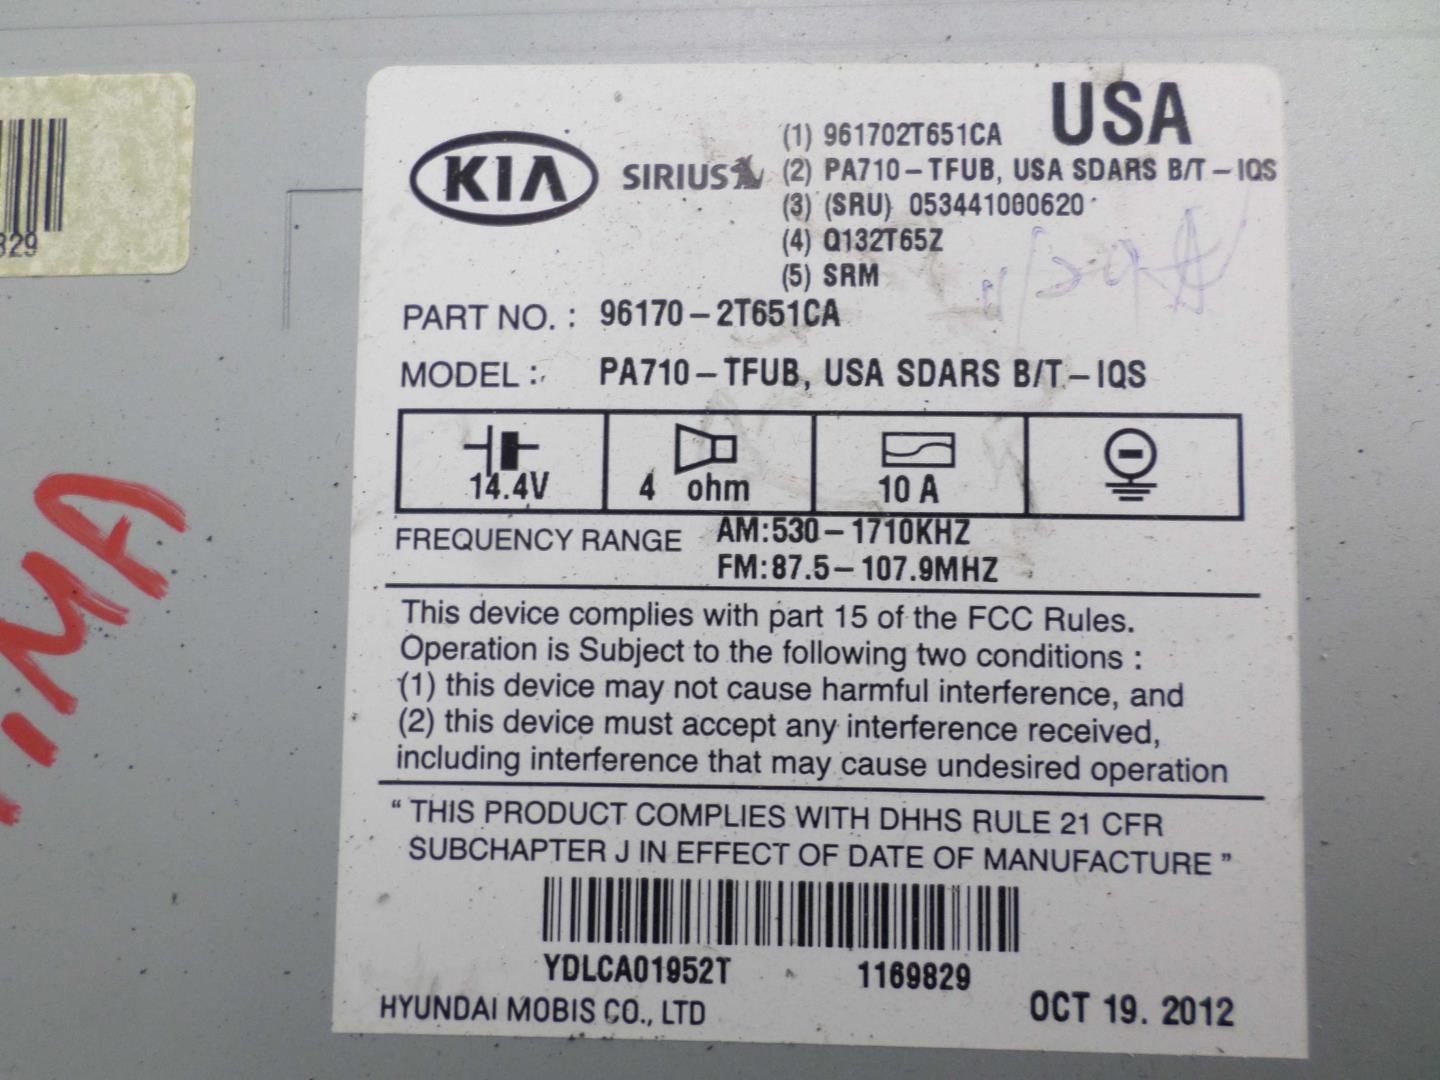 USA
KIA SIRIUS
(1) 961702T651CA
(2) PA710-TFUB, USA SDARS B/T-IQS
(3) (SRU) 053441000620
(4) Q132T65Z
(5) SRM
PART NO. : 96170-2T651CA
MODEL : PA710-TFUB, USA SDARS B/T-IQS
14.4V 4 ohm 10 A
FREQUENCY RANGE AM:530-1710KHZ
FM:87.5-107.9MHZ
This device complies with part 15 of the FCC Rules.
Operation is Subject to the following two conditions :
(1) this device may not cause harmful interference, and
(2) this device must accept any interference received,
including interference that may cause undesired operation
“ THIS PRODUCT COMPLIES WITH DHHS RULE 21 CFR
SUBCHAPTER J IN EFFECT OF DATE OF MANUFACTURE ”
YDLCA01952T 1169829
HYUNDAI MOBIS CO., LTD OCT 19. 2012
829